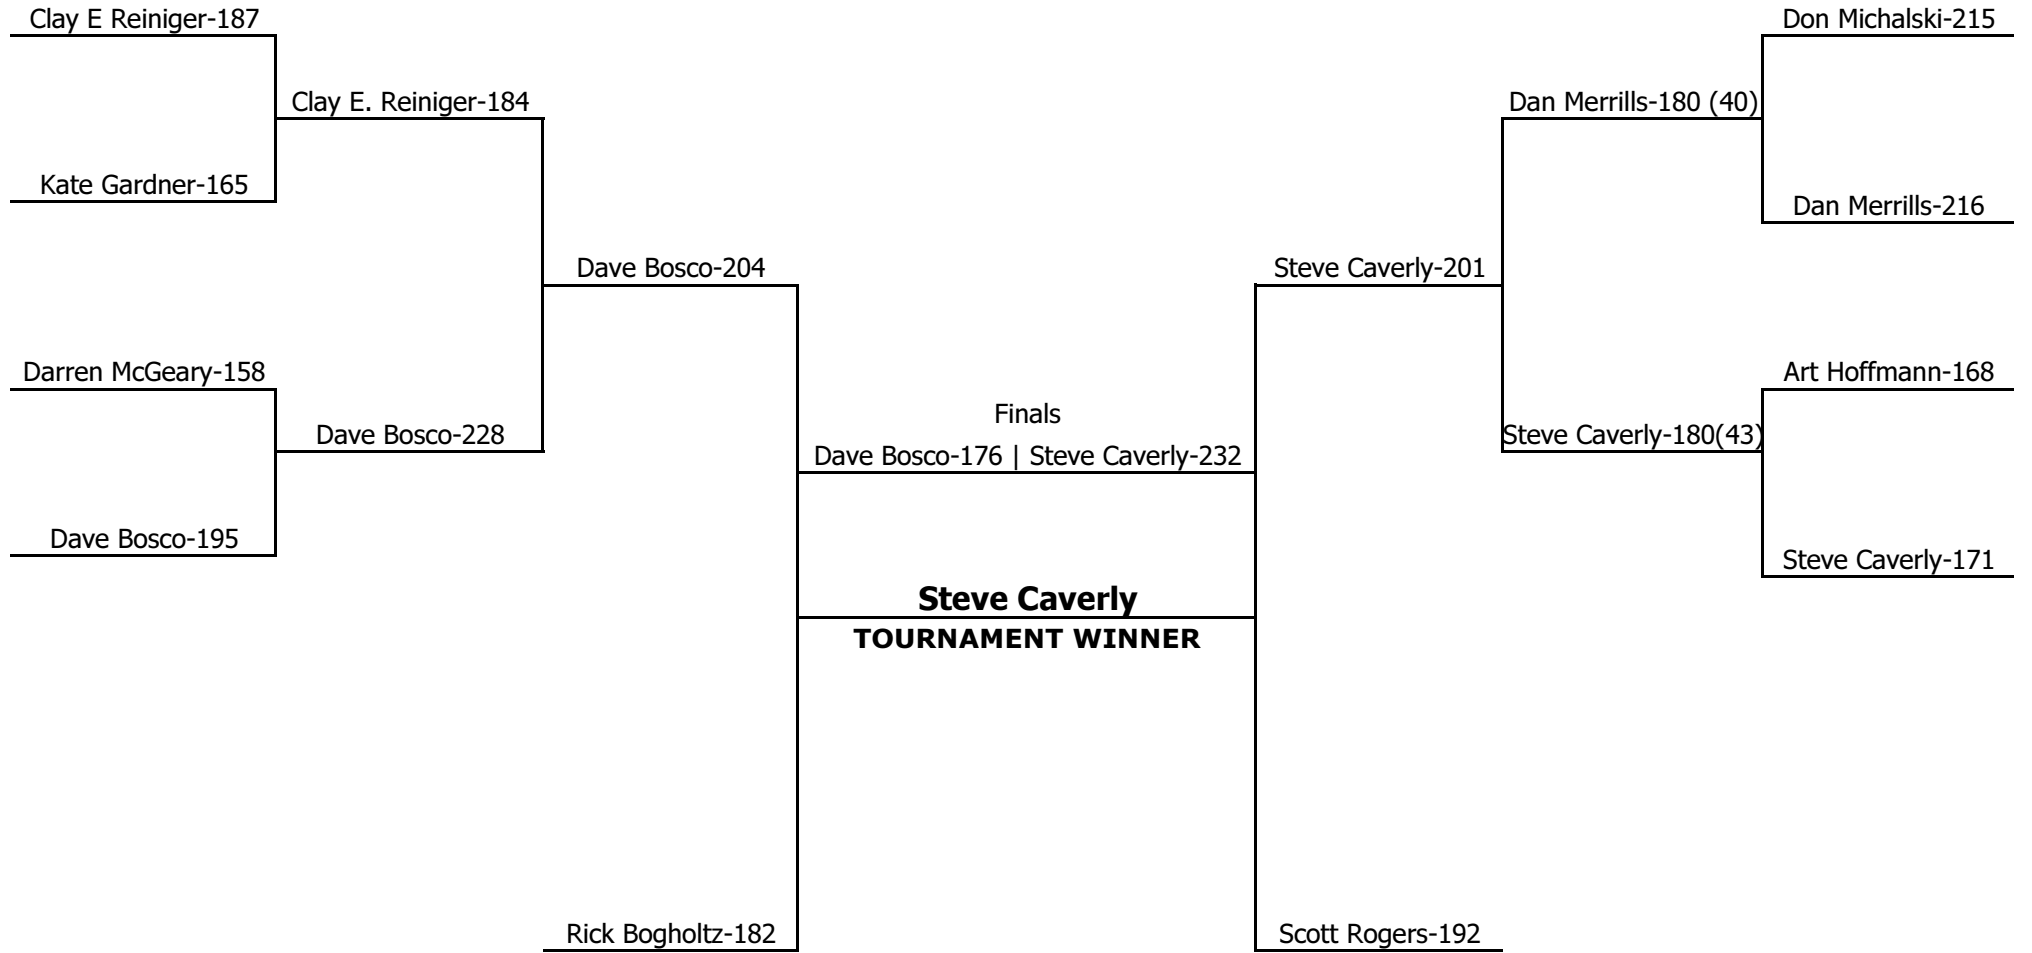 Clay E Reiniger-187
Don Michalski-215
Clay E. Reiniger-184
Dan Merrills-180 (40)
Kate Gardner-165
Dan Merrills-216
Dave Bosco-204
Steve Caverly-201
Darren McGeary-158
Art Hoffmann-168
Finals
Dave Bosco-228
Steve Caverly-180(43)
Dave Bosco-176 | Steve Caverly-232
Dave Bosco-195
Steve Caverly-171
Steve Caverly
TOURNAMENT WINNER
Rick Bogholtz-182
Scott Rogers-192